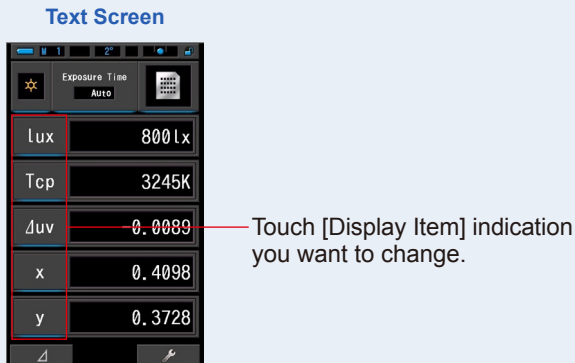 Text Screen
M 1 2°
Exposure Time
Auto
lux 800lx
Tcp 3245K
⊿uv -0.0089
x 0.4098
y 0.3728
⊿
Touch [Display Item] indication
you want to change.